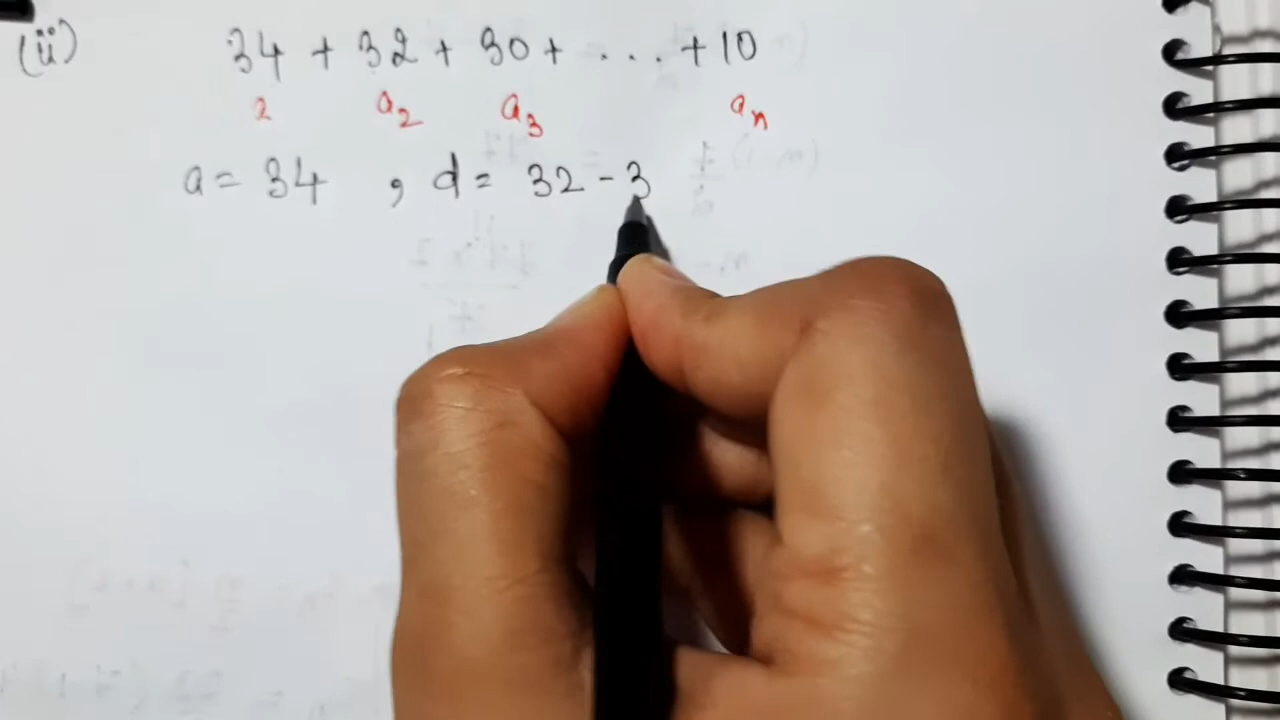 (ii) 34 + 32 + 30 + ... + 10
a a₂ a₃ aₙ
a = 34 , d = 32 - 3